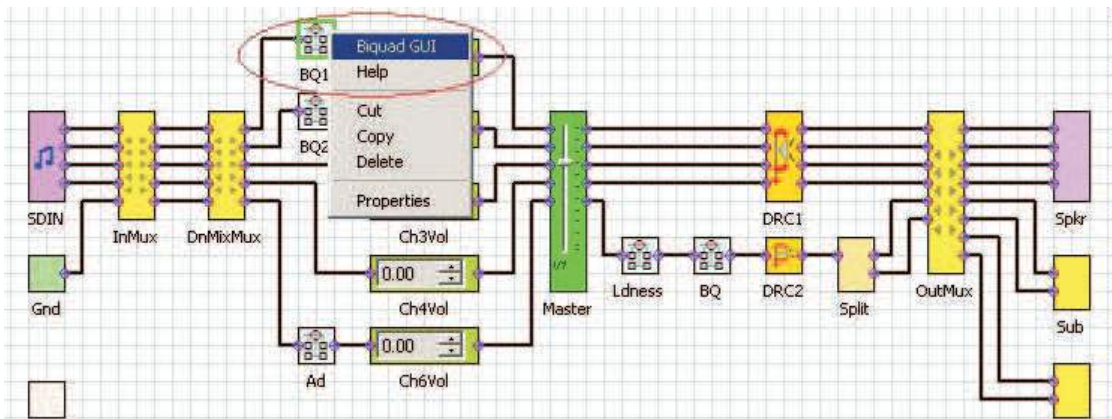 BQ1
Biquad GUI
Help
Cut
Copy
Delete
Properties
BQ2
SDIN
InMux
DnMixMux
Ch3Vol
DRC1
Spkr
Gnd
0.00
Ch4Vol
Master
Ldness
BQ
DRC2
Split
OutMux
Sub
Ad
0.00
Ch6Vol